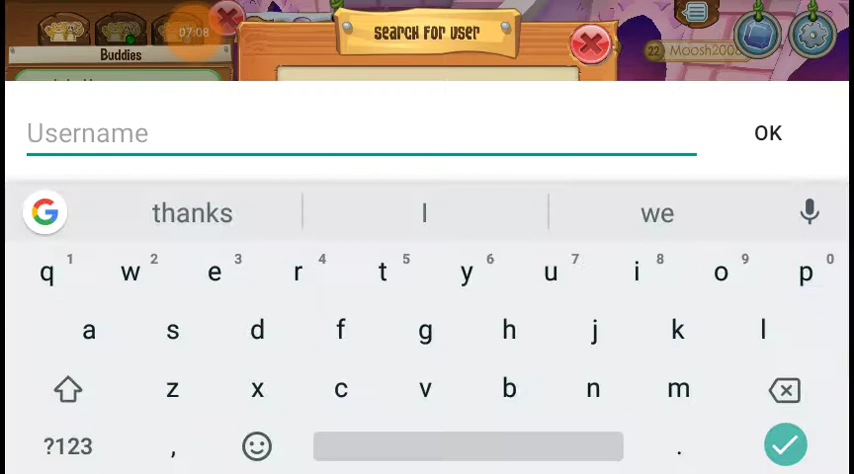 07:08
SEARCH FOR USER
Buddies
22 Moosh200
Username
OK
thanks I we
q 1 w 2 e 3 r 4 t 5 y 6 u 7 i 8 o 9 p 0
a s d f g h j k l
z x c v b n m
?123 , .